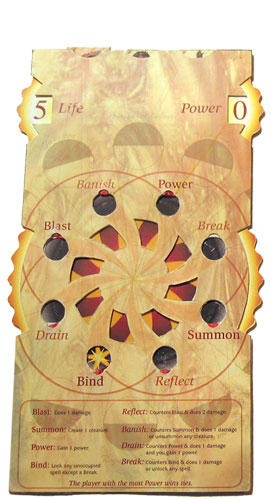 5 Life Power 0
Banish Power
Blast Break
Drain Summon
Bind Reflect
Blast: Does 1 damage.
Summon: Create 1 creature.
Power: Gain 1 power.
Bind: Lock any unoccupied
spell except a Break.
Reflect: Counters Blast & does 2 damage.
Banish: Counters Summon & does 1 damage
or unsummon any creature.
Drain: Counters Power & does 1 damage
and you gain 1 power.
Break: Counters Bind & does 1 damage
or unlock any spell.
The player with the most Power wins ties.